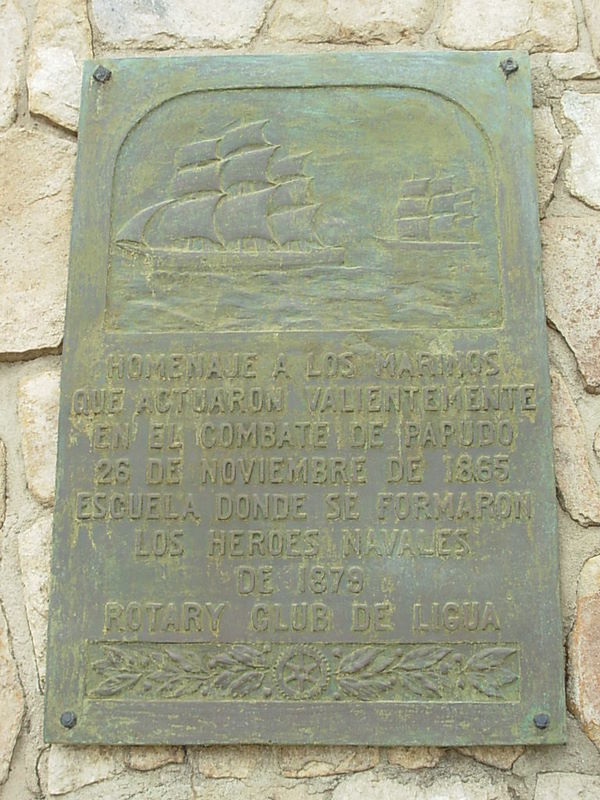 HOMENAJE A LOS MARINOS
QUE ACTUARON VALIENTEMENTE
EN EL COMBATE DE PAPUDO
26 DE NOVIEMBRE DE 1865
ESCUELA DONDE SE FORMARON
LOS HEROES NAVALES
DE 1879
ROTARY CLUB DE LIGUA